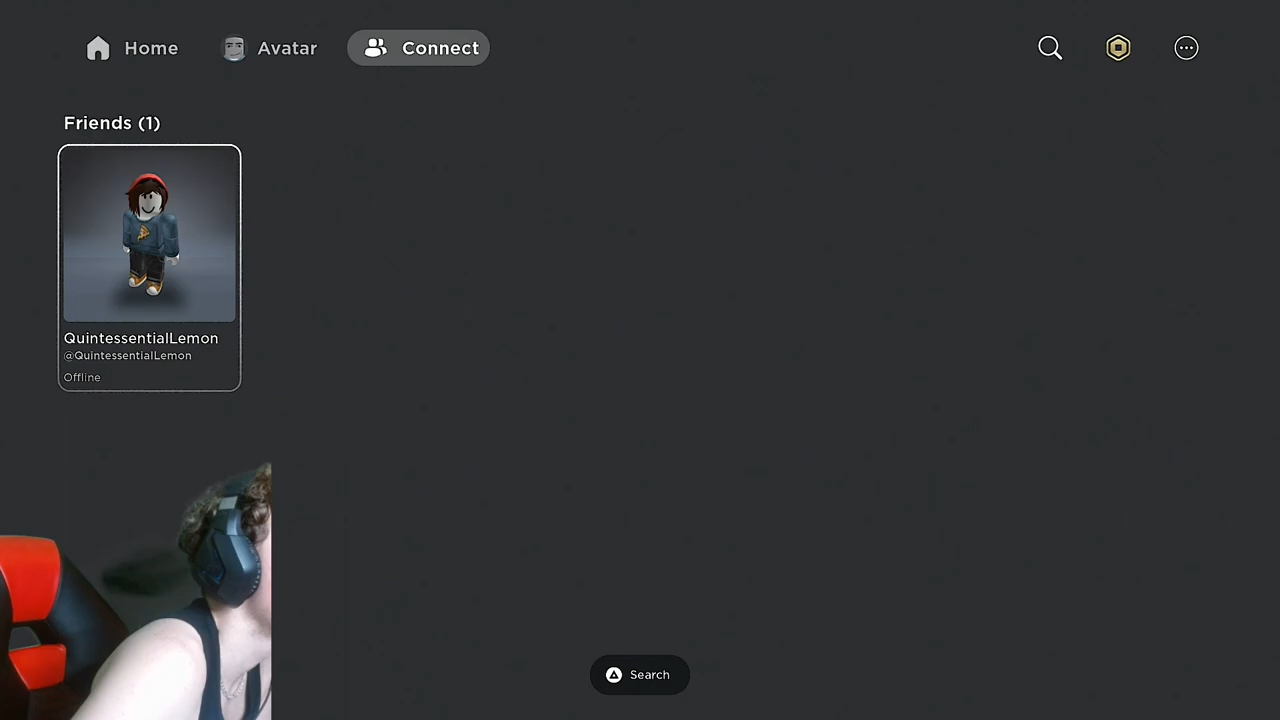 Home
Avatar
Connect
Friends (1)
QuintessentialLemon
@QuintessentialLemon
Offline
Search